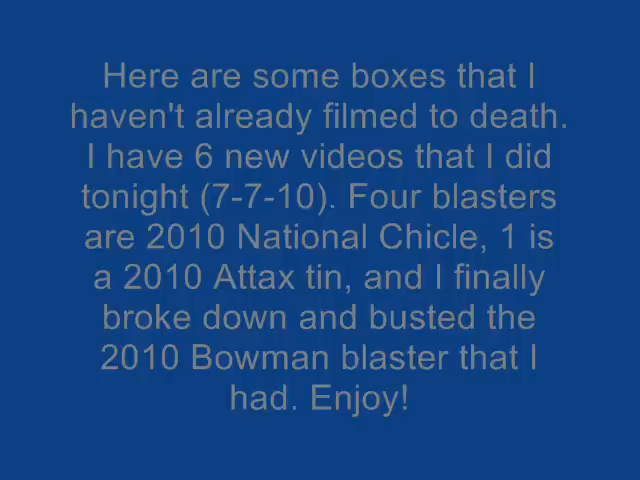 Here are some boxes that I
haven't already filmed to death.
I have 6 new videos that I did
tonight (7-7-10). Four blasters
are 2010 National Chicle, 1 is
a 2010 Attax tin, and I finally
broke down and busted the
2010 Bowman blaster that I
had. Enjoy!